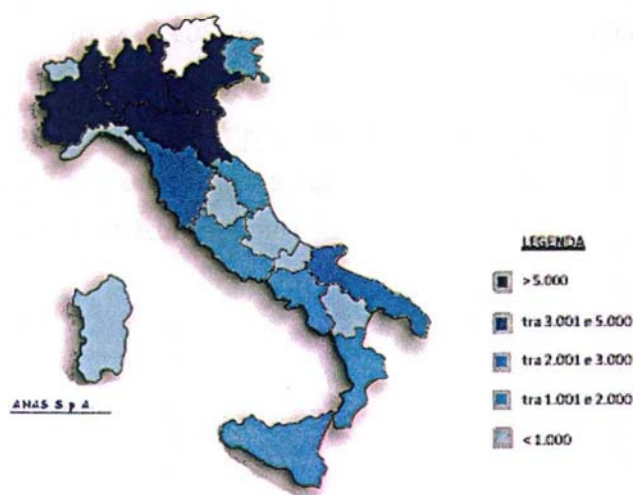 LEGENDA
>5.000
tra 3.001 e 5.000
tra 2.001 e 3.000
tra 1.001 e 2.000
<1.000
ANAS S.p.A.